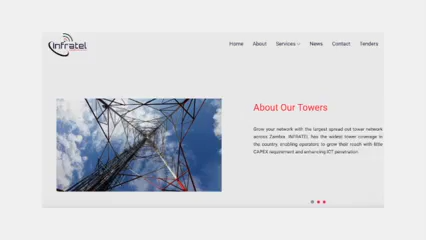 infratel
Home About Services News Contact Tenders
About Our Towers
Grow your network with the largest spread out tower network
across Zambia. INFRATEL has the widest tower coverage in
the country, enabling operators to grow their reach with little
CAPEX requirement and enhancing ICT penetration.